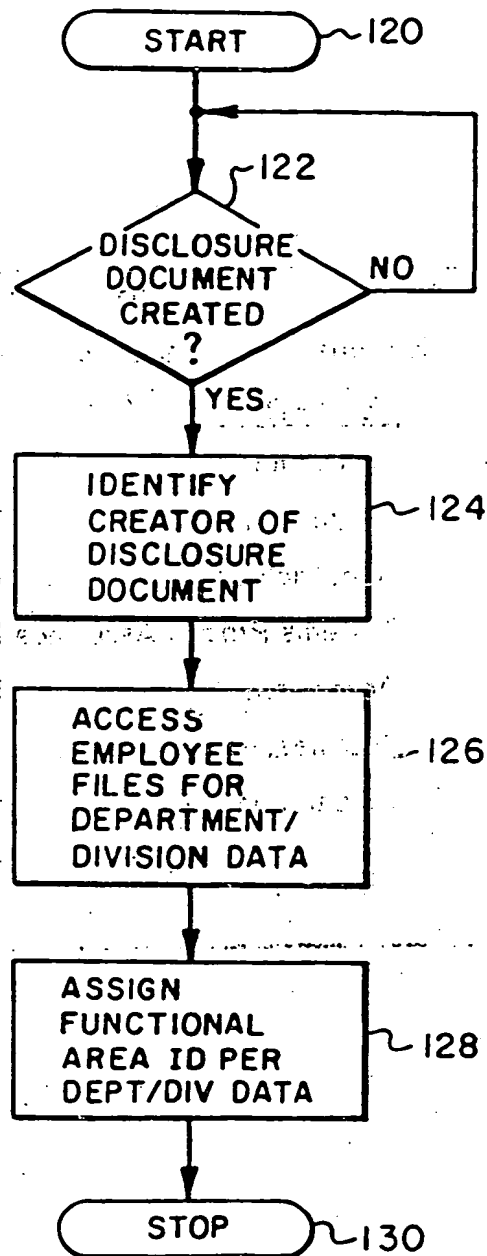 START
120
122
DISCLOSURE
DOCUMENT
CREATED
?
NO
YES
IDENTIFY
CREATOR OF
DISCLOSURE
DOCUMENT
124
ACCESS
EMPLOYEE
FILES FOR
DEPARTMENT/
DIVISION DATA
126
ASSIGN
FUNCTIONAL
AREA ID PER
DEPT/DIV DATA
128
STOP
130